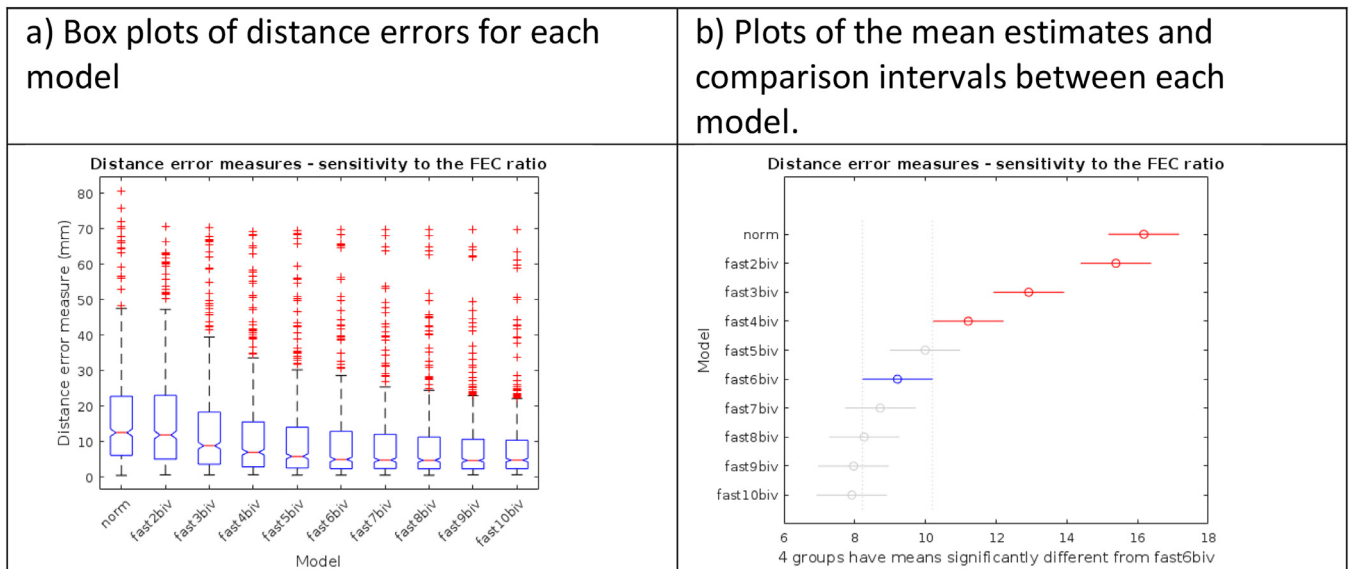 a) Box plots of distance errors for each
model
b) Plots of the mean estimates and
comparison intervals between each
model.
Distance error measures - sensitivity to the FEC ratio
Distance error measure (mm)
80
70
60
50
40
30
20
10
0
norm
fast2biv
fast3biv
fast4biv
fast5biv
fast6biv
fast7biv
fast8biv
fast9biv
fast10biv
Model
Distance error measures - sensitivity to the FEC ratio
Model
norm
fast2biv
fast3biv
fast4biv
fast5biv
fast6biv
fast7biv
fast8biv
fast9biv
fast10biv
6 8 10 12 14 16 18
4 groups have means significantly different from fast6biv